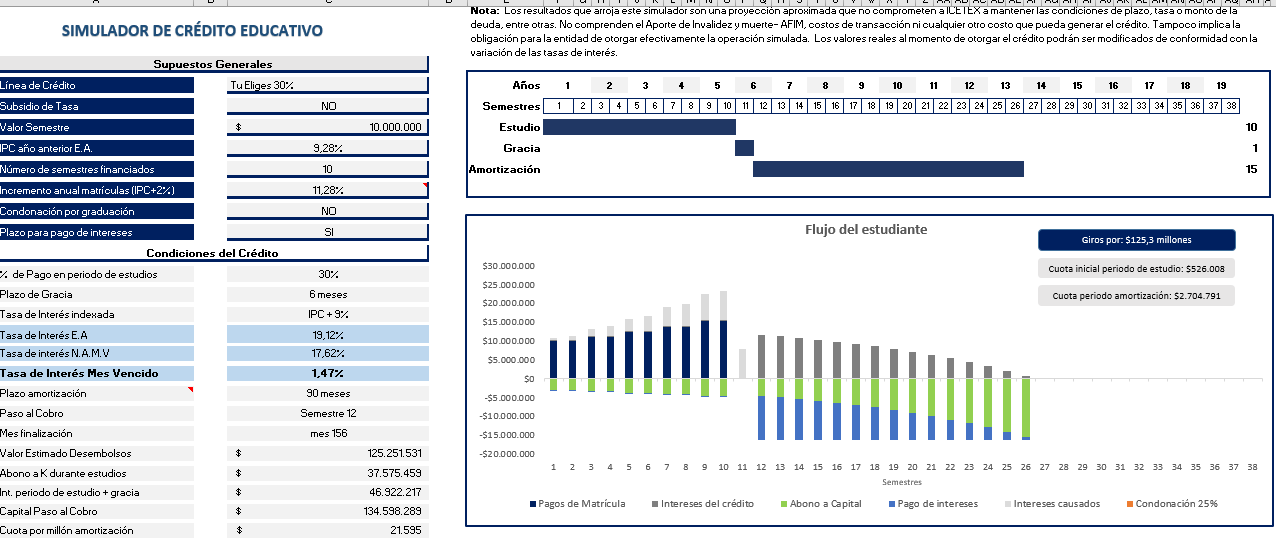 A B C D E
SIMULADOR DE CRÉDITO EDUCATIVO
Supuestos Generales
Línea de Crédito Tu Eliges 30%
Subsidio de Tasa NO
Valor Semestre $ 10.000.000
IPC año anterior E.A. 9,28%
Número de semestres financiados 10
Incremento anual matrículas (IPC+2%) 11,28%
Condonación por graduación NO
Plazo para pago de intereses SI
Condiciones del Crédito
% de Pago en periodo de estudios 30%
Plazo de Gracia 6 meses
Tasa de Interés indexada IPC + 9%
Tasa de Interés E.A 19,12%
Tasa de interés N.A.M.V 17,62%
Tasa de Interés Mes Vencido 1,47%
Plazo amortización 90 meses
Paso al Cobro Semestre 12
Mes finalización mes 156
Valor Estimado Desembolsos $ 125.251.531
Abono a K durante estudios $ 37.575.459
Int. periodo de estudio + gracia $ 46.922.217
Capital Paso al Cobro $ 134.598.289
Cuota por millón amortización $ 21.595
Nota: Los resultados que arroja este simulador son una proyección aproximada que no comprometen a ICETEX a mantener las condiciones de plazo, tasa o monto de la
deuda, entre otras. No comprenden el Aporte de Invalidez y muerte- AFIM, costos de transacción ni cualquier otro costo que pueda generar el crédito. Tampoco implica la
obligación para la entidad de otorgar efectivamente la operación simulada. Los valores reales al momento de otorgar el crédito podrán ser modificados de conformidad con la
variación de las tasas de interés.
Años 1 2 3 4 5 6 7 8 9 10 11 12 13 14 15 16 17 18 19
Semestres 1 2 3 4 5 6 7 8 9 10 11 12 13 14 15 16 17 18 19 20 21 22 23 24 25 26 27 28 29 30 31 32 33 34 35 36 37 38
Estudio 10
Gracia 1
Amortización 15
Flujo del estudiante
Giros por: $125,3 millones
Cuota inicial periodo de estudio: $526.008
Cuota periodo amortización: $2.704.791
$30.000.000
$25.000.000
$20.000.000
$15.000.000
$10.000.000
$5.000.000
$0
-$5.000.000
-$10.000.000
-$15.000.000
-$20.000.000
1 2 3 4 5 6 7 8 9 10 11 12 13 14 15 16 17 18 19 20 21 22 23 24 25 26 27 28 29 30 31 32 33 34 35 36 37 38
Semestres
Pagos de Matrícula Intereses del crédito Abono a Capital Pago de intereses Intereses causados Condonación 25%